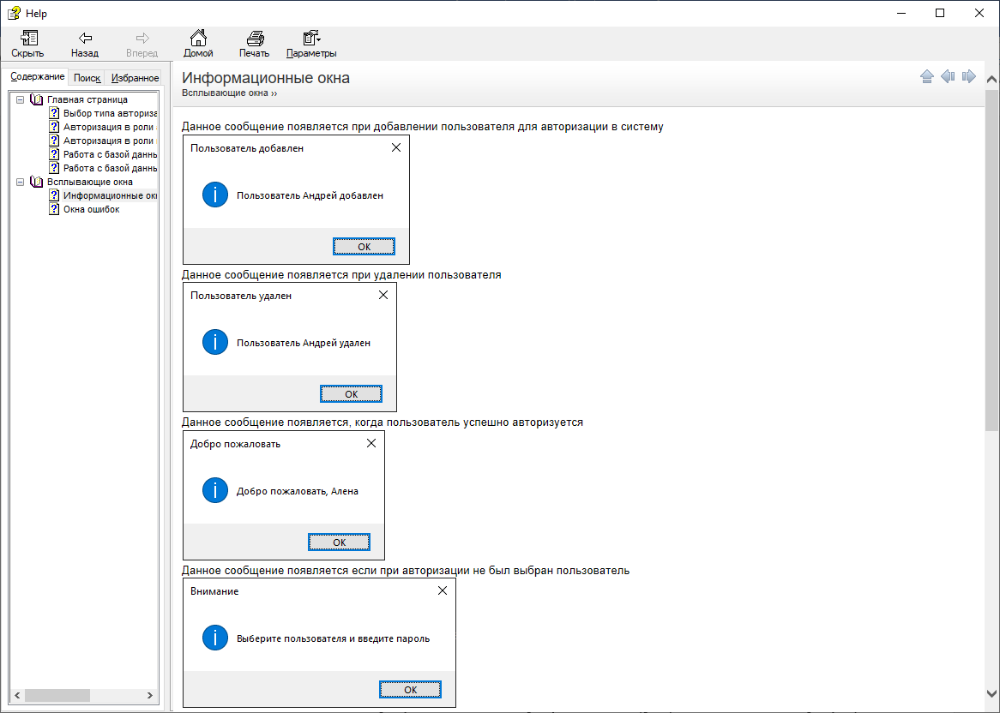 Help
Скрыть Назад Вперед Домой Печать Параметры
Содержание Поиск Избранное
Главная страница
Выбор типа авториза
Авторизация в роли
Авторизация в роли
Работа с базой данны
Работа с базой данны
Всплывающие окна
Информационные ок
Окна ошибок
Информационные окна
Всплывающие окна ››
Данное сообщение появляется при добавлении пользователя для авторизации в систему
Пользователь добавлен
Пользователь Андрей добавлен
ОК
Данное сообщение появляется при удалении пользователя
Пользователь удален
Пользователь Андрей удален
ОК
Данное сообщение появляется, когда пользователь успешно авторизуется
Добро пожаловать
Добро пожаловать, Алена
ОК
Данное сообщение появляется если при авторизации не был выбран пользователь
Внимание
Выберите пользователя и введите пароль
ОК